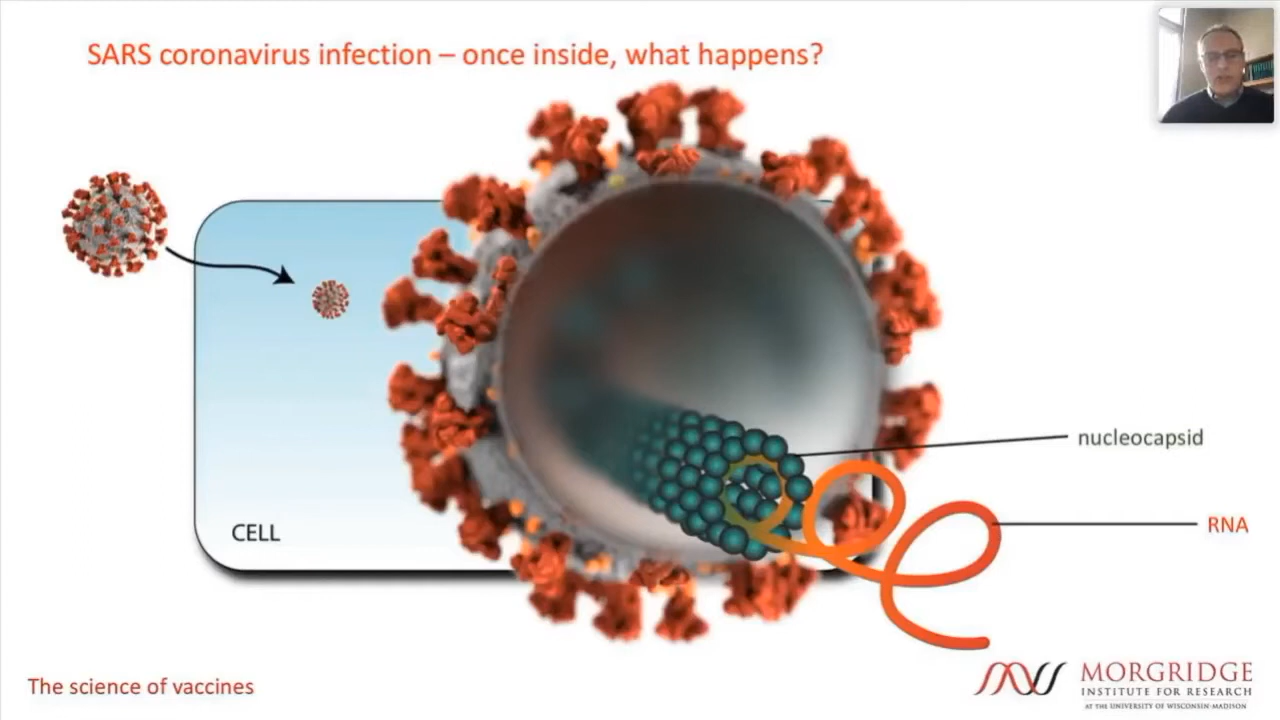 SARS coronavirus infection – once inside, what happens?
nucleocapsid
RNA
CELL
The science of vaccines
MORGRIDGE
INSTITUTE FOR RESEARCH
AT THE UNIVERSITY OF WISCONSIN-MADISON